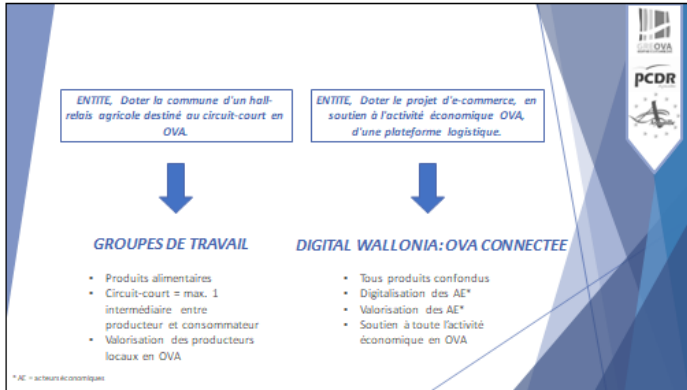 GREOVA
PCDR
ENTITE, Doter la commune d'un hall-
relais agricole destiné au circuit-court en
OVA.
ENTITE, Doter le projet d'e-commerce, en
soutien à l'activité économique OVA,
d'une plateforme logistique.
GROUPES DE TRAVAIL
▪ Produits alimentaires
▪ Circuit-court = max. 1
intermédiaire entre
producteur et consommateur
▪ Valorisation des producteurs
locaux en OVA
DIGITAL WALLONIA: OVA CONNECTEE
▪ Tous produits confondus
▪ Digitalisation des AE*
▪ Valorisation des AE*
▪ Soutien à toute l'activité
économique en OVA
* AE = acteurs économiques